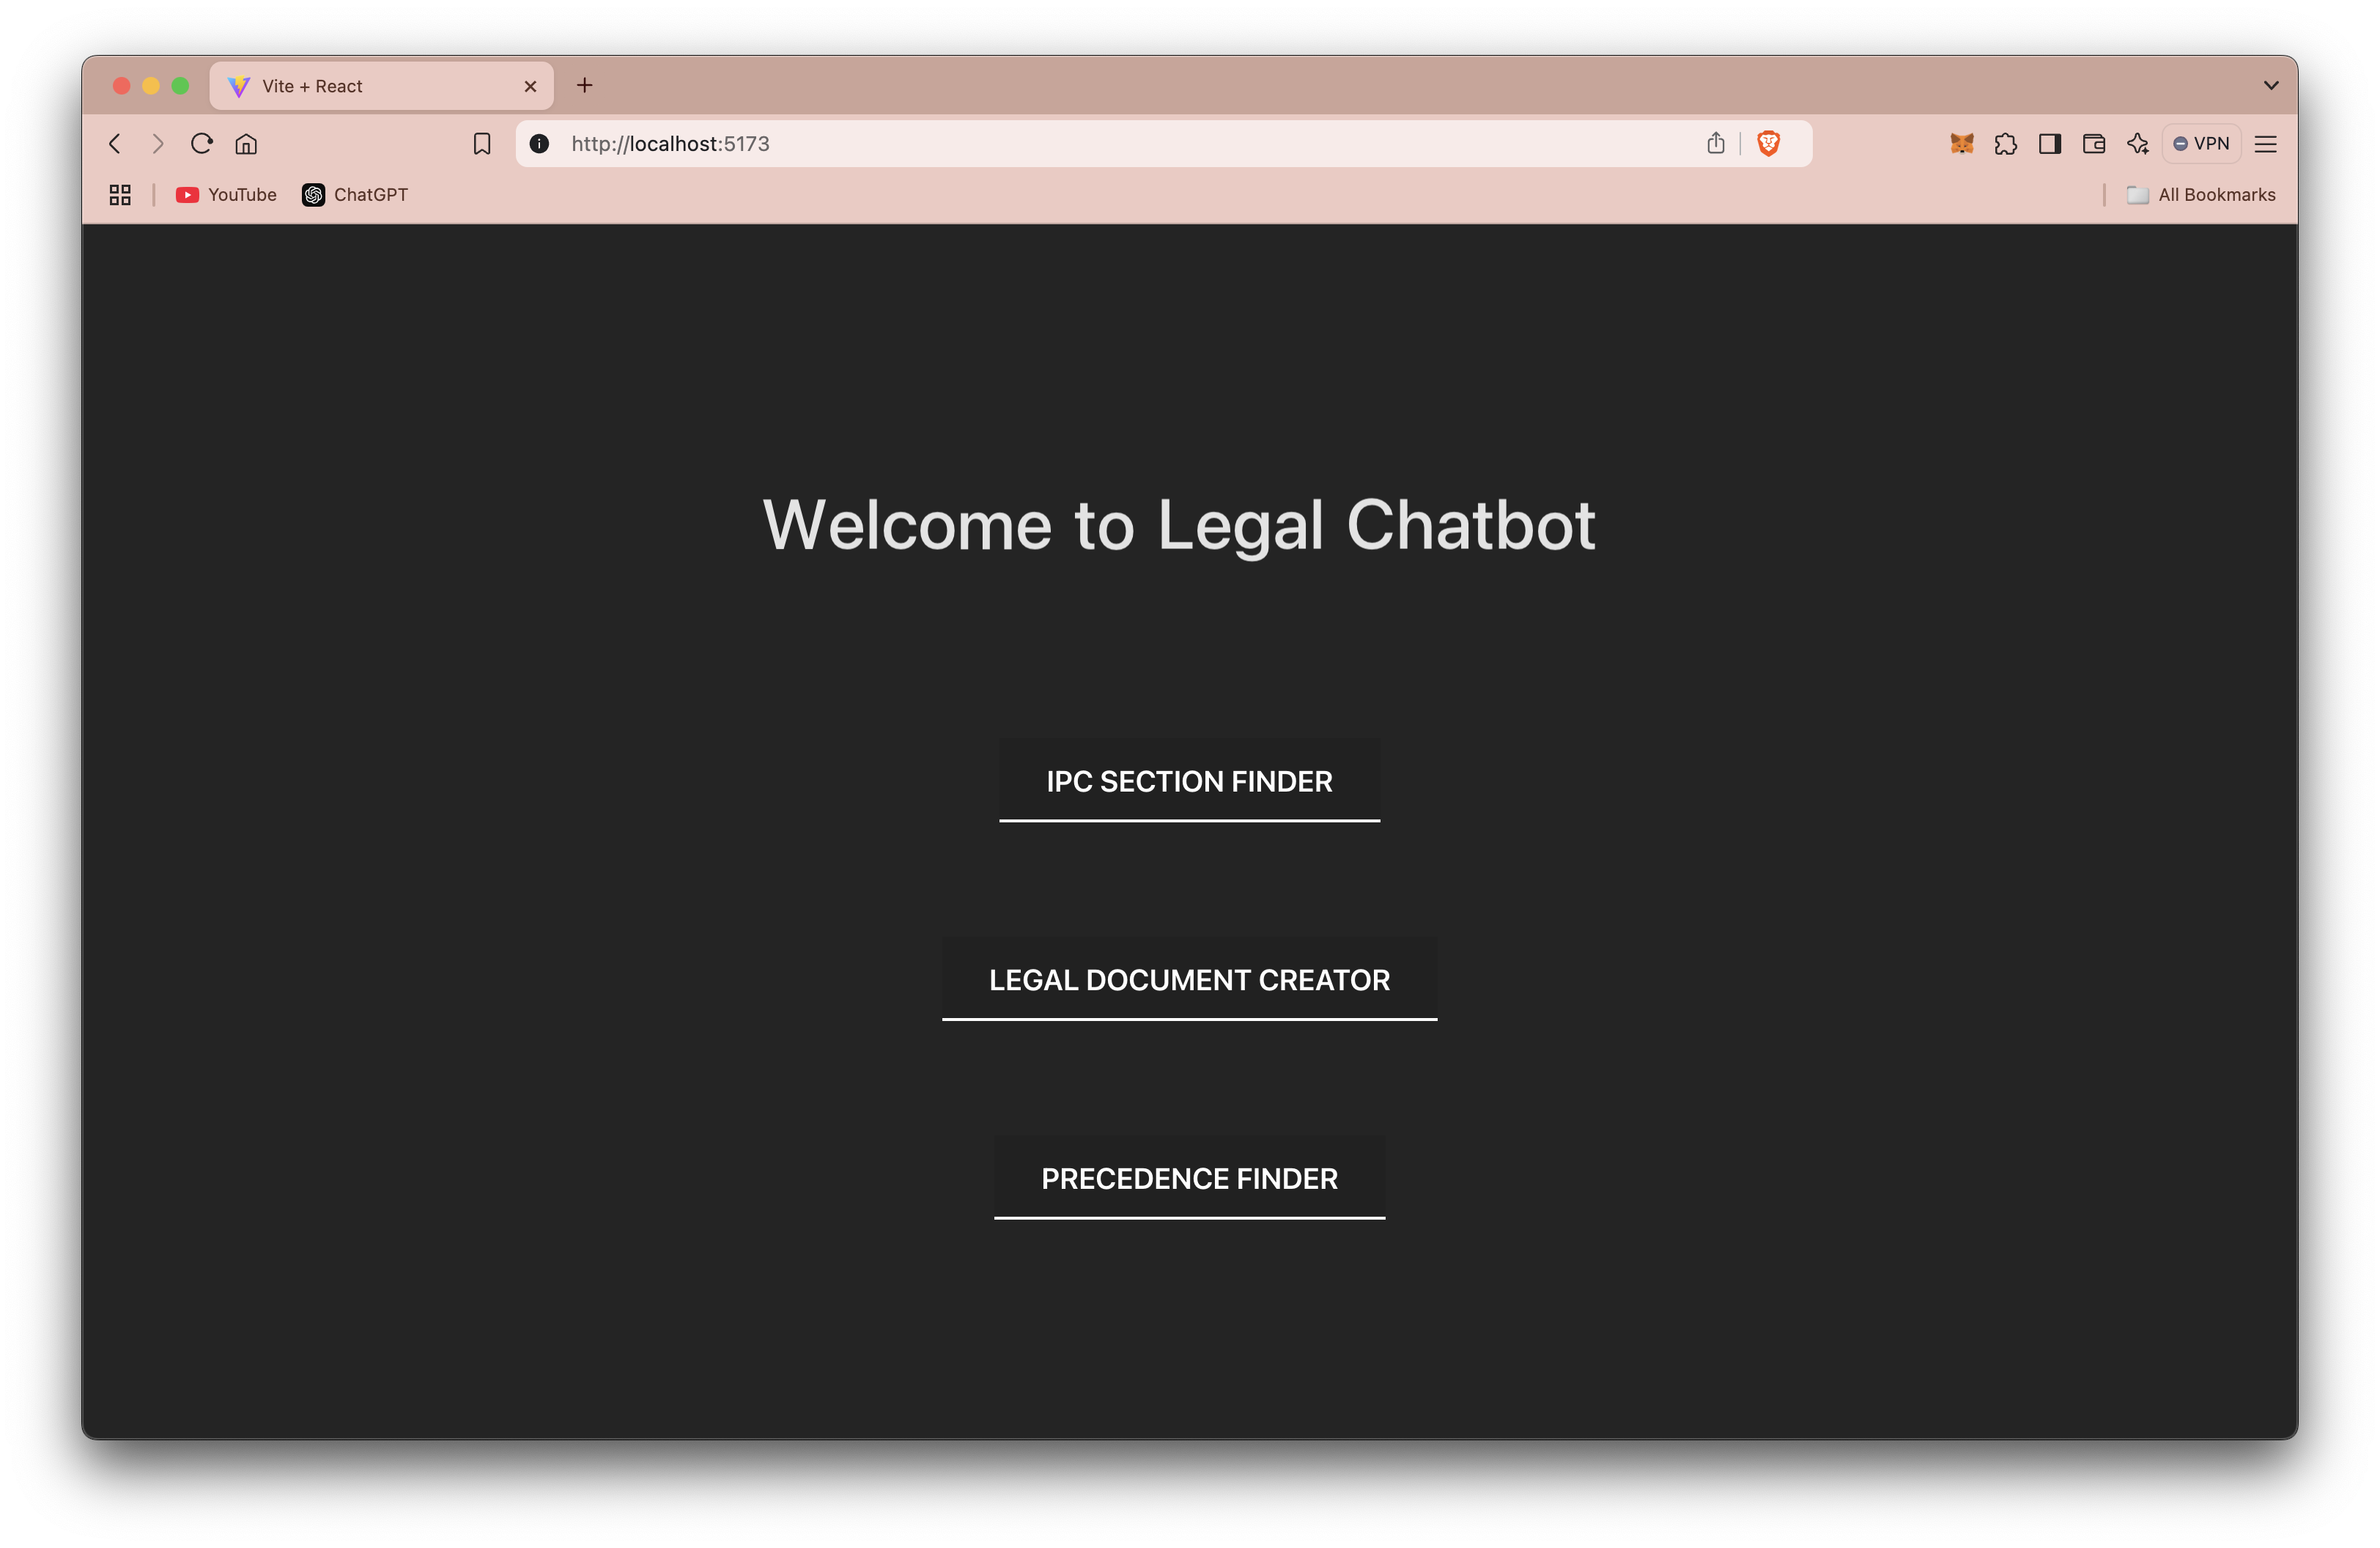 Vite + React
http://localhost:5173
VPN
YouTube
ChatGPT
All Bookmarks
Welcome to Legal Chatbot
IPC SECTION FINDER
LEGAL DOCUMENT CREATOR
PRECEDENCE FINDER